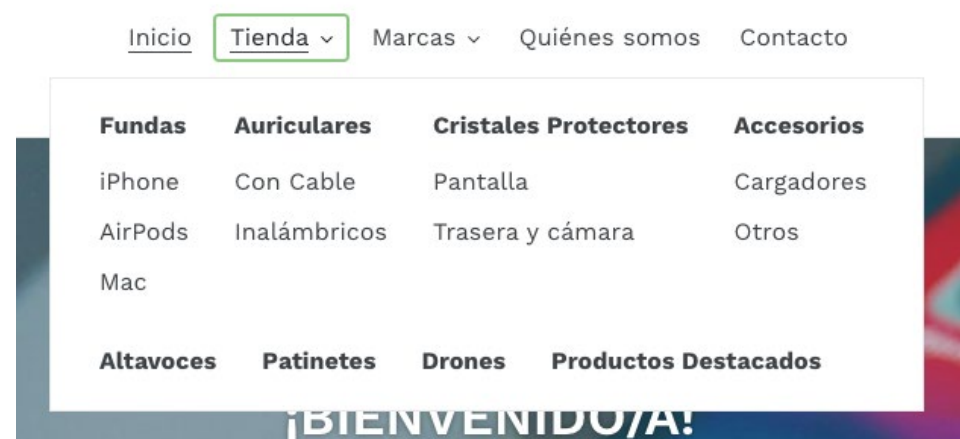 Inicio Tienda Marcas Quiénes somos Contacto
Fundas Auriculares Cristales Protectores Accesorios
iPhone Con Cable Pantalla Cargadores
AirPods Inalámbricos Trasera y cámara Otros
Mac
Altavoces Patinetes Drones Productos Destacados
¡BIENVENIDO/A!